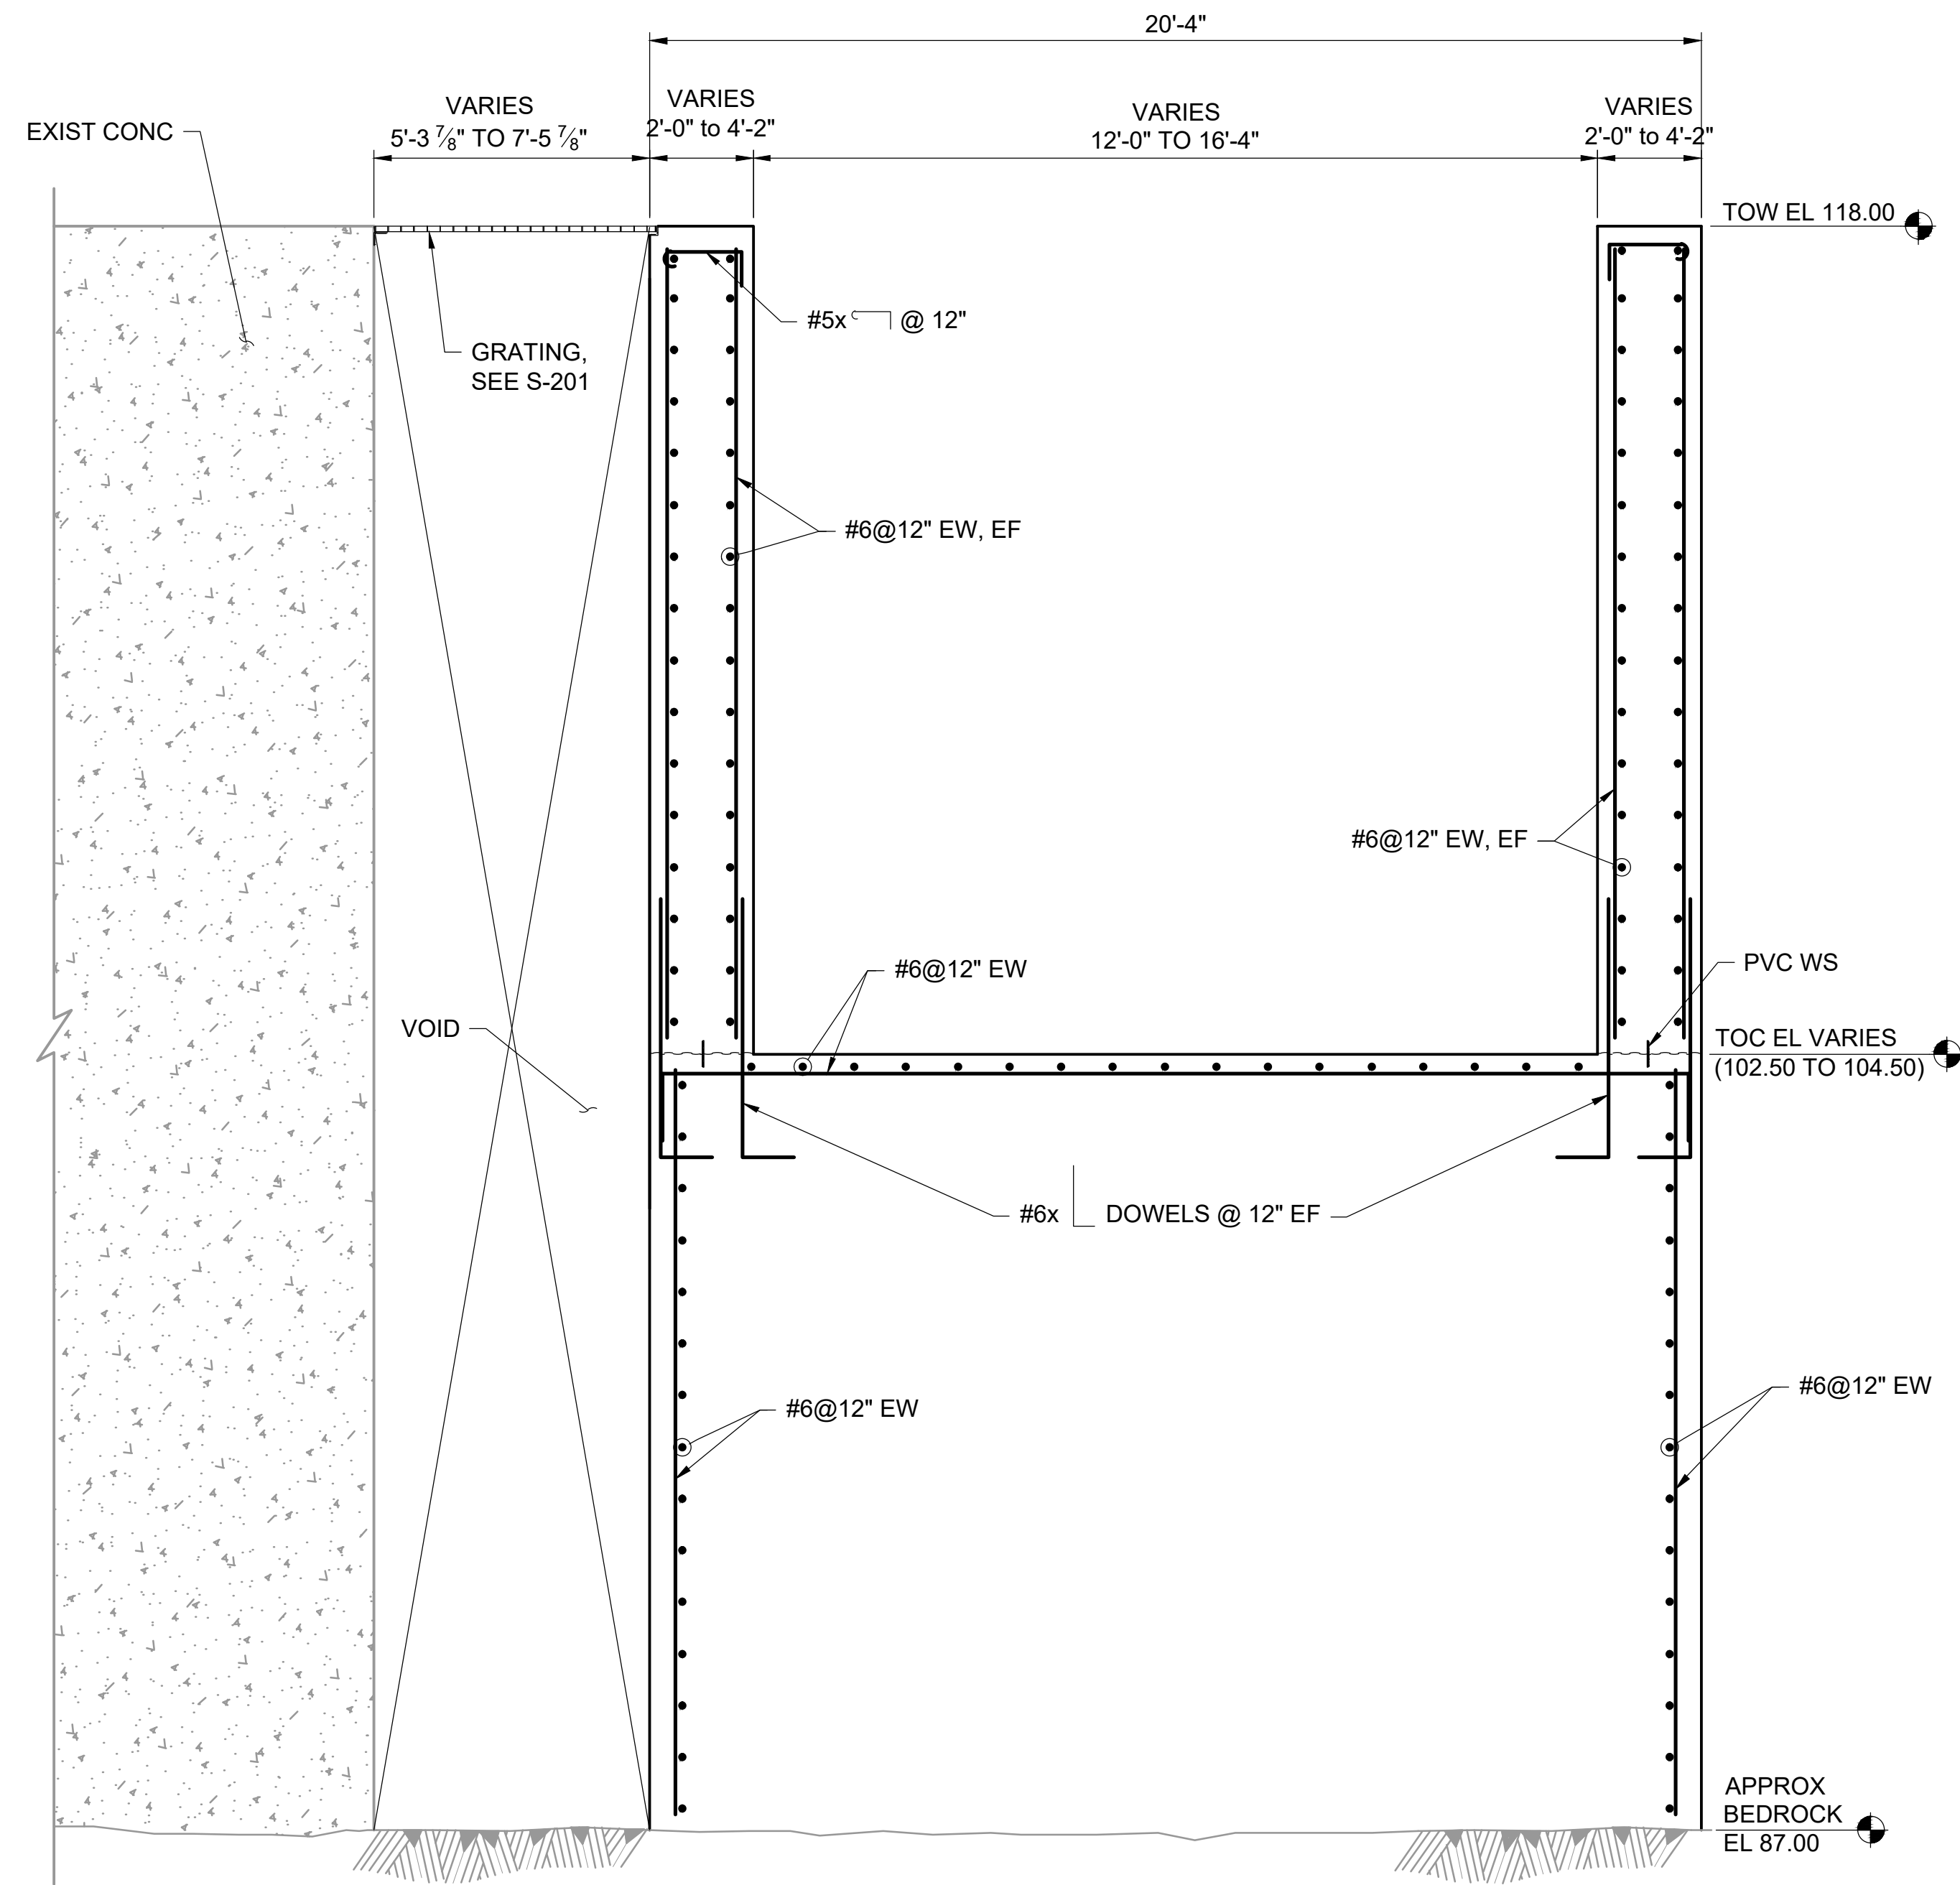 20'-4"
VARIES
5'-3 7/8" TO 7'-5 7/8"
VARIES
2'-0" to 4'-2"
VARIES
12'-0" TO 16'-4"
VARIES
2'-0" to 4'-2"
EXIST CONC
TOW EL 118.00
#5x @ 12"
GRATING,
SEE S-201
#6@12" EW, EF
#6@12" EW, EF
#6@12" EW
PVC WS
VOID
TOC EL VARIES
(102.50 TO 104.50)
#6x DOWELS @ 12" EF
#6@12" EW
#6@12" EW
APPROX
BEDROCK
EL 87.00